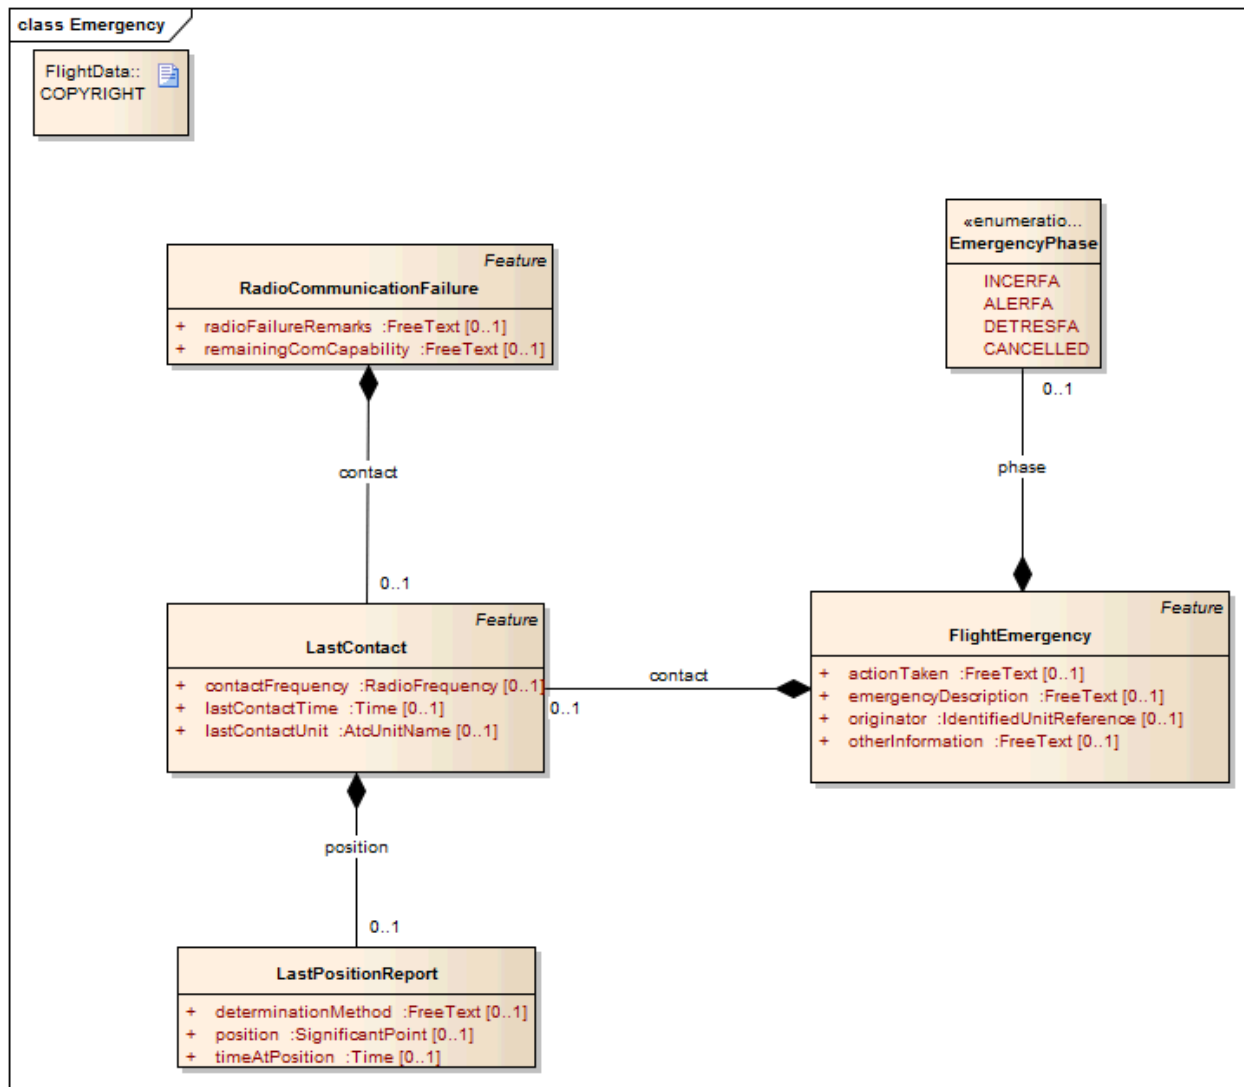 class Emergency
FlightData::
COPYRIGHT
«enumeratio...
EmergencyPhase
INCERFA
ALERFA
DETRESFA
CANCELLED
0..1
phase
Feature
RadioCommunicationFailure
+ radioFailureRemarks :FreeText [0..1]
+ remainingComCapability :FreeText [0..1]
contact
0..1
Feature
LastContact
+ contactFrequency :RadioFrequency [0..1]
+ lastContactTime :Time [0..1]
+ lastContactUnit :AtcUnitName [0..1]
contact
0..1
Feature
FlightEmergency
+ actionTaken :FreeText [0..1]
+ emergencyDescription :FreeText [0..1]
+ originator :IdentifiedUnitReference [0..1]
+ otherInformation :FreeText [0..1]
position
0..1
LastPositionReport
+ determinationMethod :FreeText [0..1]
+ position :SignificantPoint [0..1]
+ timeAtPosition :Time [0..1]